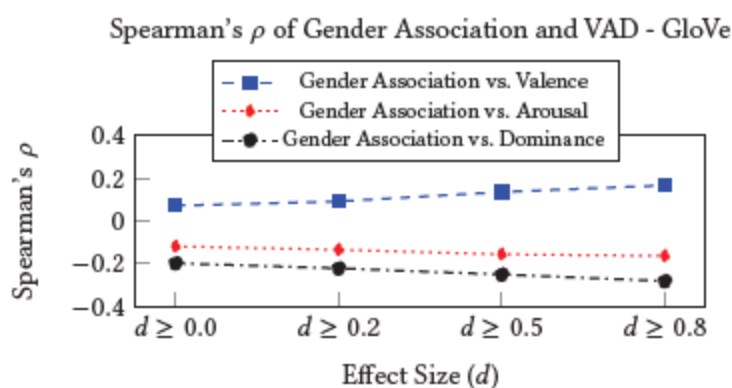 Spearman's ρ of Gender Association and VAD - GloVe
Gender Association vs. Valence
Gender Association vs. Arousal
Gender Association vs. Dominance
Spearman's ρ
0.4
0.2
0
−0.2
−0.4
d ≥ 0.0 d ≥ 0.2 d ≥ 0.5 d ≥ 0.8
Effect Size (d)